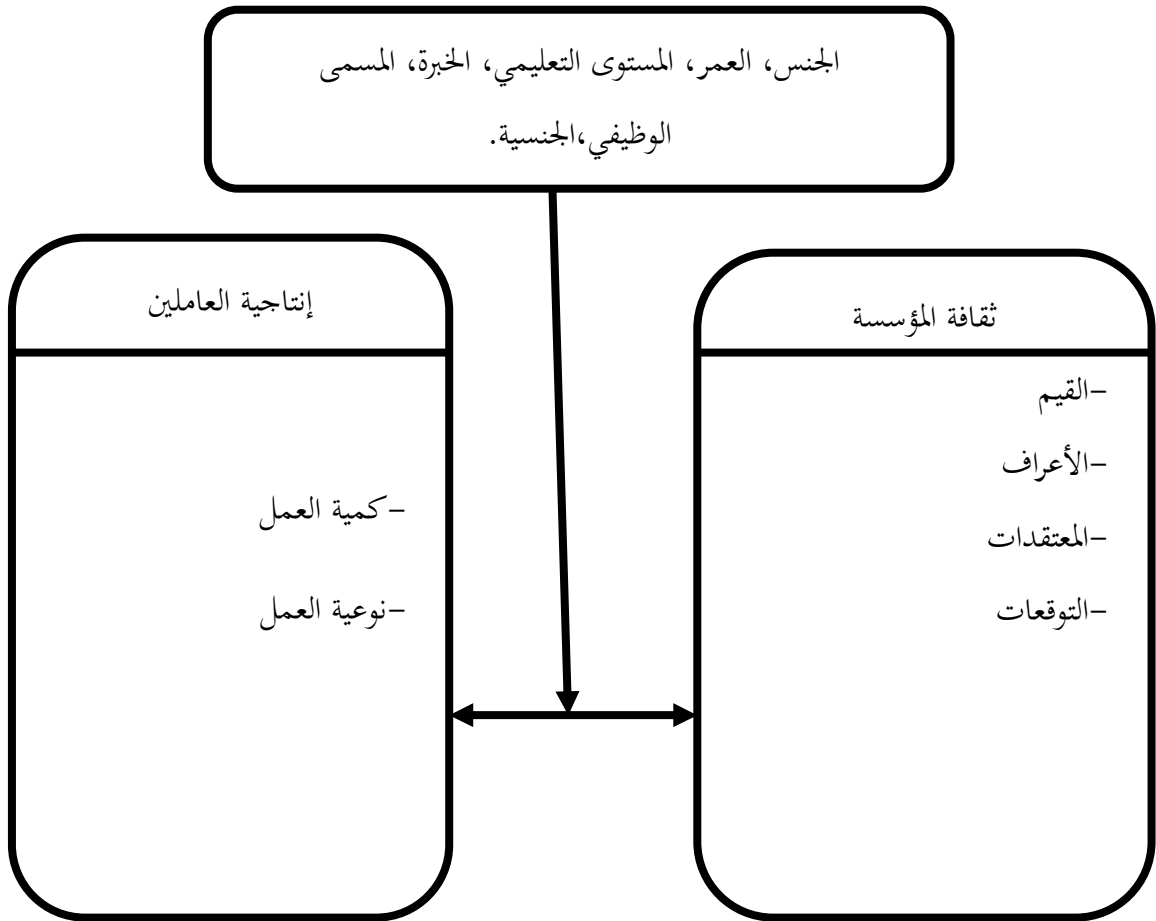 الجنس، العمر، المستوى التعليمي، الخبرة، المسمى
الوظيفي،الجنسية.
ثقافة المؤسسة
-القيم
-الأعراف
-المعتقدات
-التوقعات
إنتاجية العاملين
-كمية العمل
-نوعية العمل